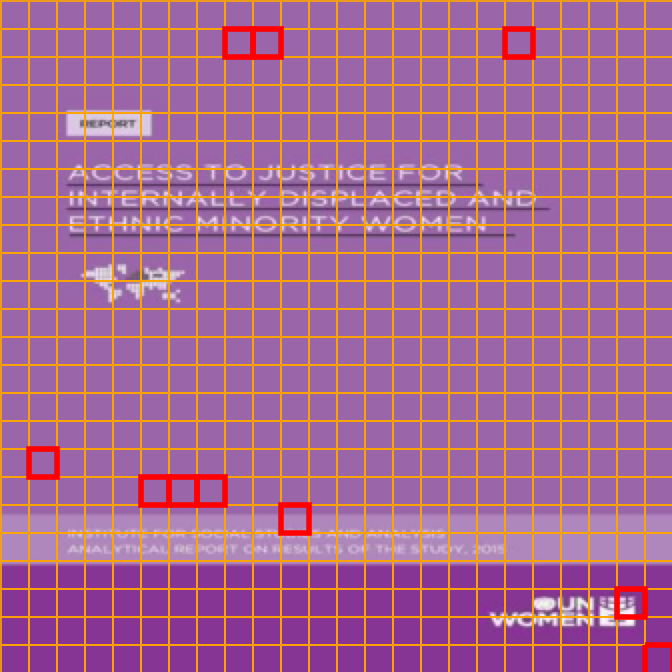 REPORT
ACCESS TO JUSTICE FOR
INTERNALLY DISPLACED AND
ETHNIC MINORITY WOMEN
INSTITUTE FOR SOCIAL STUDIES AND ANALYSIS
ANALYTICAL REPORT ON RESULTS OF THE STUDY, 2015
UN
WOMEN